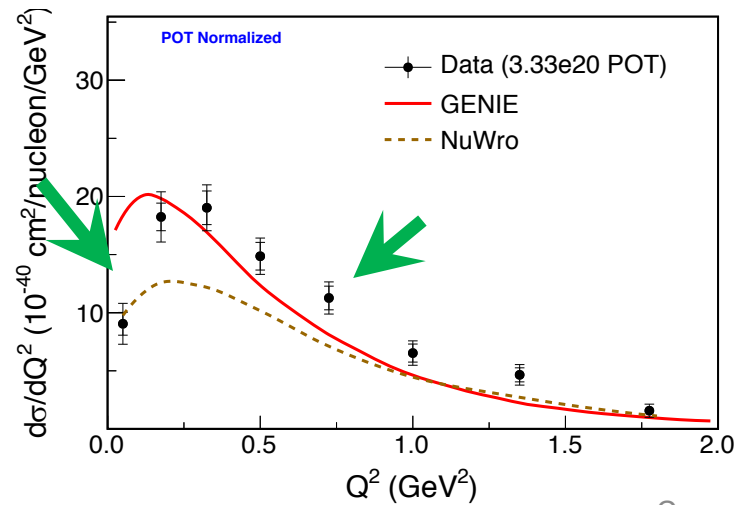 POT Normalized
Data (3.33e20 POT)
GENIE
NuWro
dσ/dQ² (10⁻⁴⁰ cm²/nucleon/GeV²)
30
20
10
0.0 0.5 1.0 1.5 2.0
Q² (GeV²)